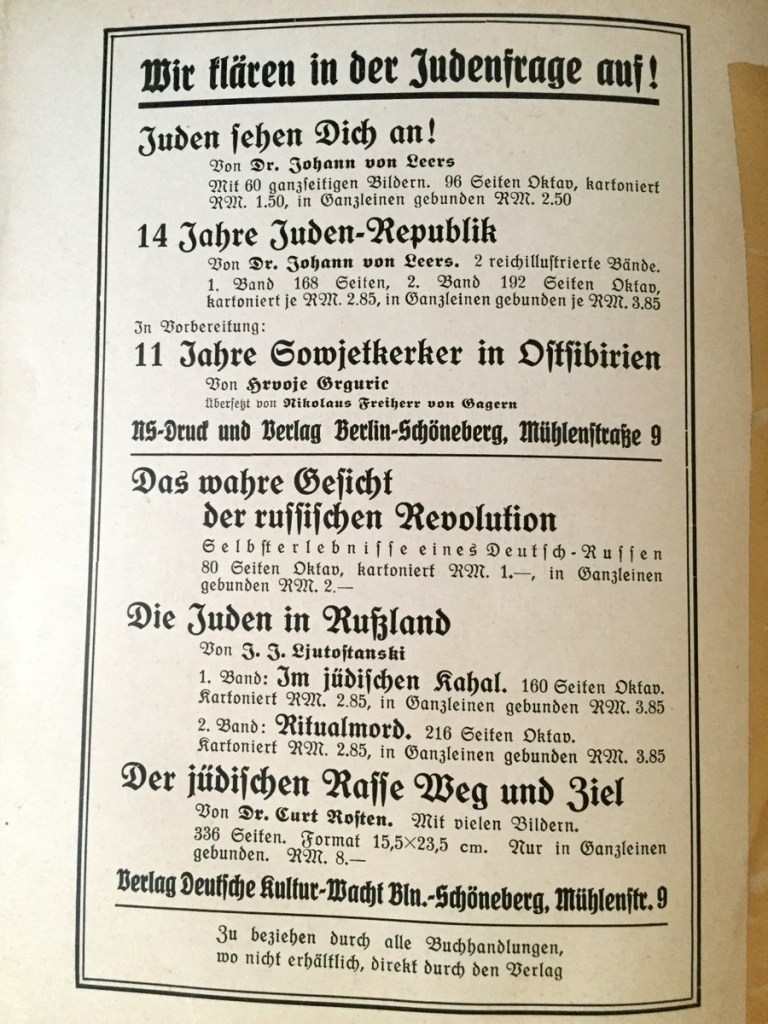 Wir klären in der Judenfrage auf!
Juden sehen Dich an!
Von Dr. Johann von Leers
Mit 60 ganzseitigen Bildern. 96 Seiten Oktav, kartoniert
RM. 1.50, in Ganzleinen gebunden RM. 2.50
14 Jahre Juden-Republik
Von Dr. Johann von Leers. 2 reichillustrierte Bände.
1. Band 168 Seiten, 2. Band 192 Seiten Oktav,
kartoniert je RM. 2.85, in Ganzleinen gebunden je RM. 3.85
In Vorbereitung:
11 Jahre Sowjetkerker in Ostsibirien
Von Hrvoje Grguric
Übersetzt von Nikolaus Freiherr von Gagern
NS-Druck und Verlag Berlin-Schöneberg, Mühlenstraße 9
Das wahre Gesicht
der russischen Revolution
Selbsterlebnisse eines Deutsch-Russen
80 Seiten Oktav, kartoniert RM. 1.—, in Ganzleinen
gebunden RM. 2.—
Die Juden in Rußland
Von J. J. Ljutostanski
1. Band: Im jüdischen Kahal. 160 Seiten Oktav.
Kartoniert RM. 2.85, in Ganzleinen gebunden RM. 3.85
2. Band: Ritualmord. 216 Seiten Oktav.
Kartoniert RM. 2.85, in Ganzleinen gebunden RM. 3.85
Der jüdischen Rasse Weg und Ziel
Von Dr. Curt Rosten. Mit vielen Bildern.
336 Seiten. Format 15,5×23,5 cm. Nur in Ganzleinen
gebunden. RM. 8.—
Verlag Deutsche Kultur-Wacht Bln.-Schöneberg, Mühlenstr. 9
Zu beziehen durch alle Buchhandlungen,
wo nicht erhältlich, direkt durch den Verlag